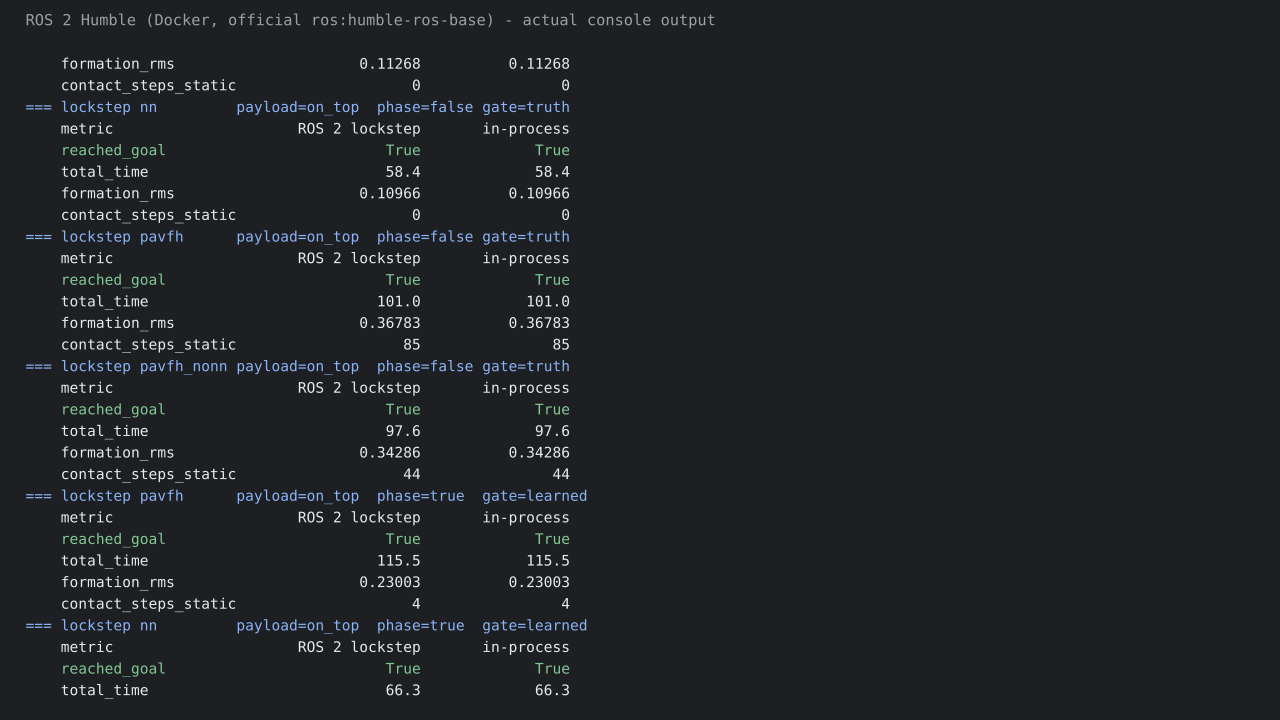 ROS 2 Humble (Docker, official ros:humble-ros-base) - actual console output
formation_rms 0.11268 0.11268
contact_steps_static 0 0
=== lockstep nn payload=on_top phase=false gate=truth
metric ROS 2 lockstep in-process
reached_goal True True
total_time 58.4 58.4
formation_rms 0.10966 0.10966
contact_steps_static 0 0
=== lockstep pavfh payload=on_top phase=false gate=truth
metric ROS 2 lockstep in-process
reached_goal True True
total_time 101.0 101.0
formation_rms 0.36783 0.36783
contact_steps_static 85 85
=== lockstep pavfh_nonn payload=on_top phase=false gate=truth
metric ROS 2 lockstep in-process
reached_goal True True
total_time 97.6 97.6
formation_rms 0.34286 0.34286
contact_steps_static 44 44
=== lockstep pavfh payload=on_top phase=true gate=learned
metric ROS 2 lockstep in-process
reached_goal True True
total_time 115.5 115.5
formation_rms 0.23003 0.23003
contact_steps_static 4 4
=== lockstep nn payload=on_top phase=true gate=learned
metric ROS 2 lockstep in-process
reached_goal True True
total_time 66.3 66.3